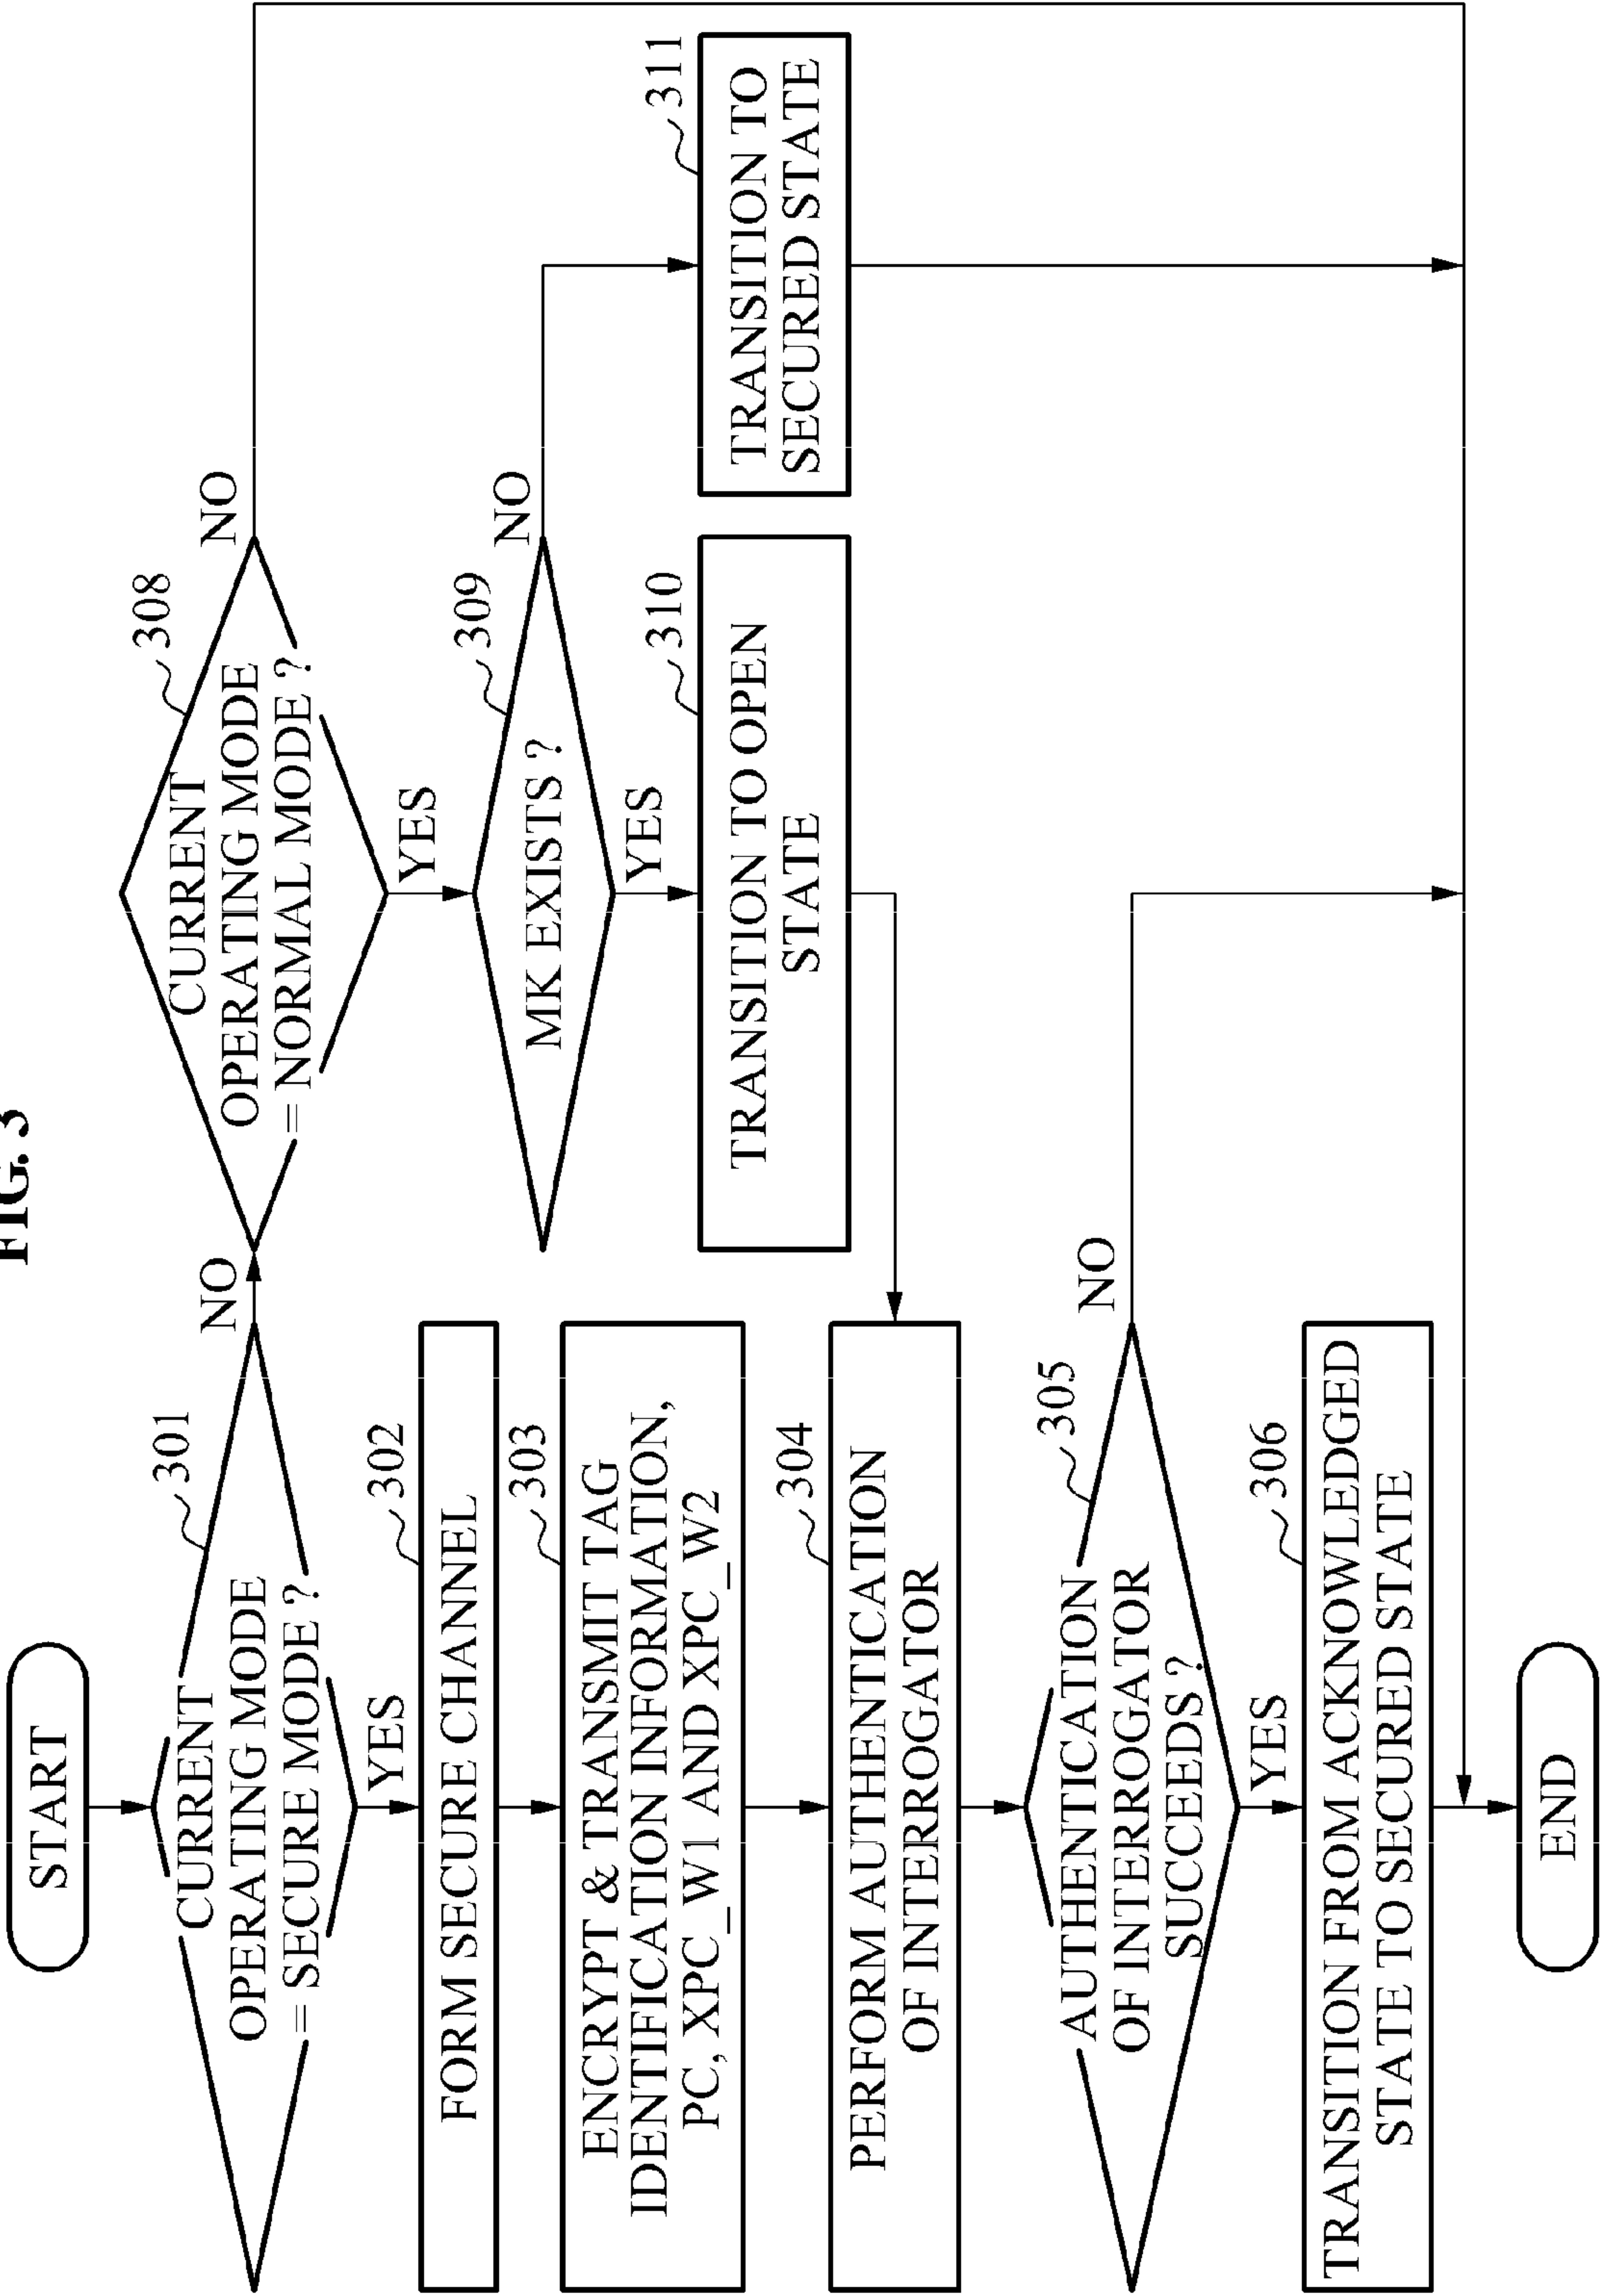 FIG. 3
START
301
CURRENT
OPERATING MODE
= SECURE MODE ?
NO
YES
302
FORM SECURE CHANNEL
303
ENCRYPT & TRANSMIT TAG
IDENTIFICATION INFORMATION,
PC, XPC_W1 AND XPC_W2
304
PERFORM AUTHENTICATION
OF INTERROGATOR
305
AUTHENTICATION
OF INTERROGATOR
SUCCEEDS ?
NO
YES
306
TRANSITION FROM ACKNOWLEDGED
STATE TO SECURED STATE
END
308
CURRENT
OPERATING MODE
= NORMAL MODE ?
NO
YES
309
MK EXISTS ?
NO
YES
310
TRANSITION TO OPEN
STATE
311
TRANSITION TO
SECURED STATE